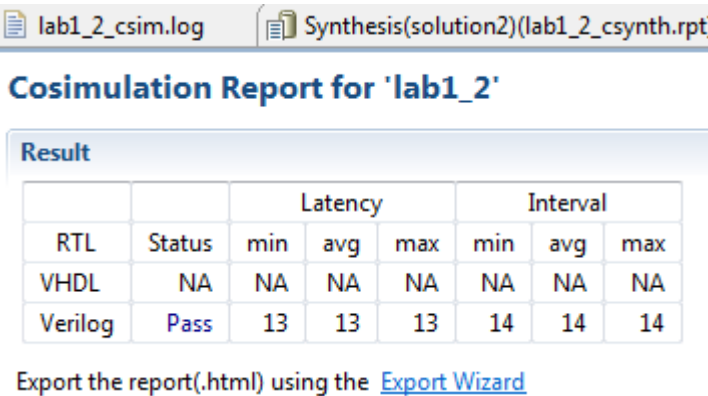 lab1_2_csim.log Synthesis(solution2)(lab1_2_csynth.rpt)
Cosimulation Report for 'lab1_2'
Result
Latency Interval
RTL Status min avg max min avg max
VHDL NA NA NA NA NA NA NA
Verilog Pass 13 13 13 14 14 14
Export the report(.html) using the Export Wizard